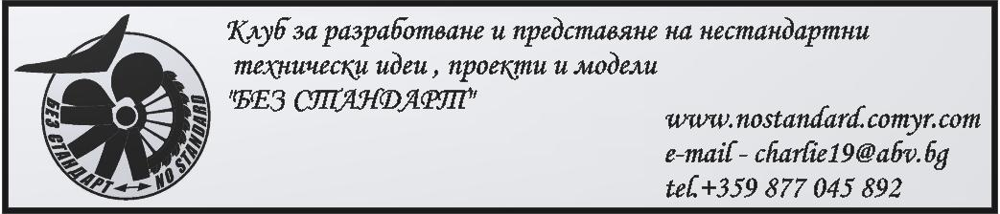 Клуб за разработване и представяне на нестандартни
технически идеи , проекти и модели
"БЕЗ СТАНДАРТ"
www.nostandard.comyr.com
e-mail - charlie19@abv.bg
tel.+359 877 045 892
БЕЗ СТАНДАРТ ↔ NO STANDARD